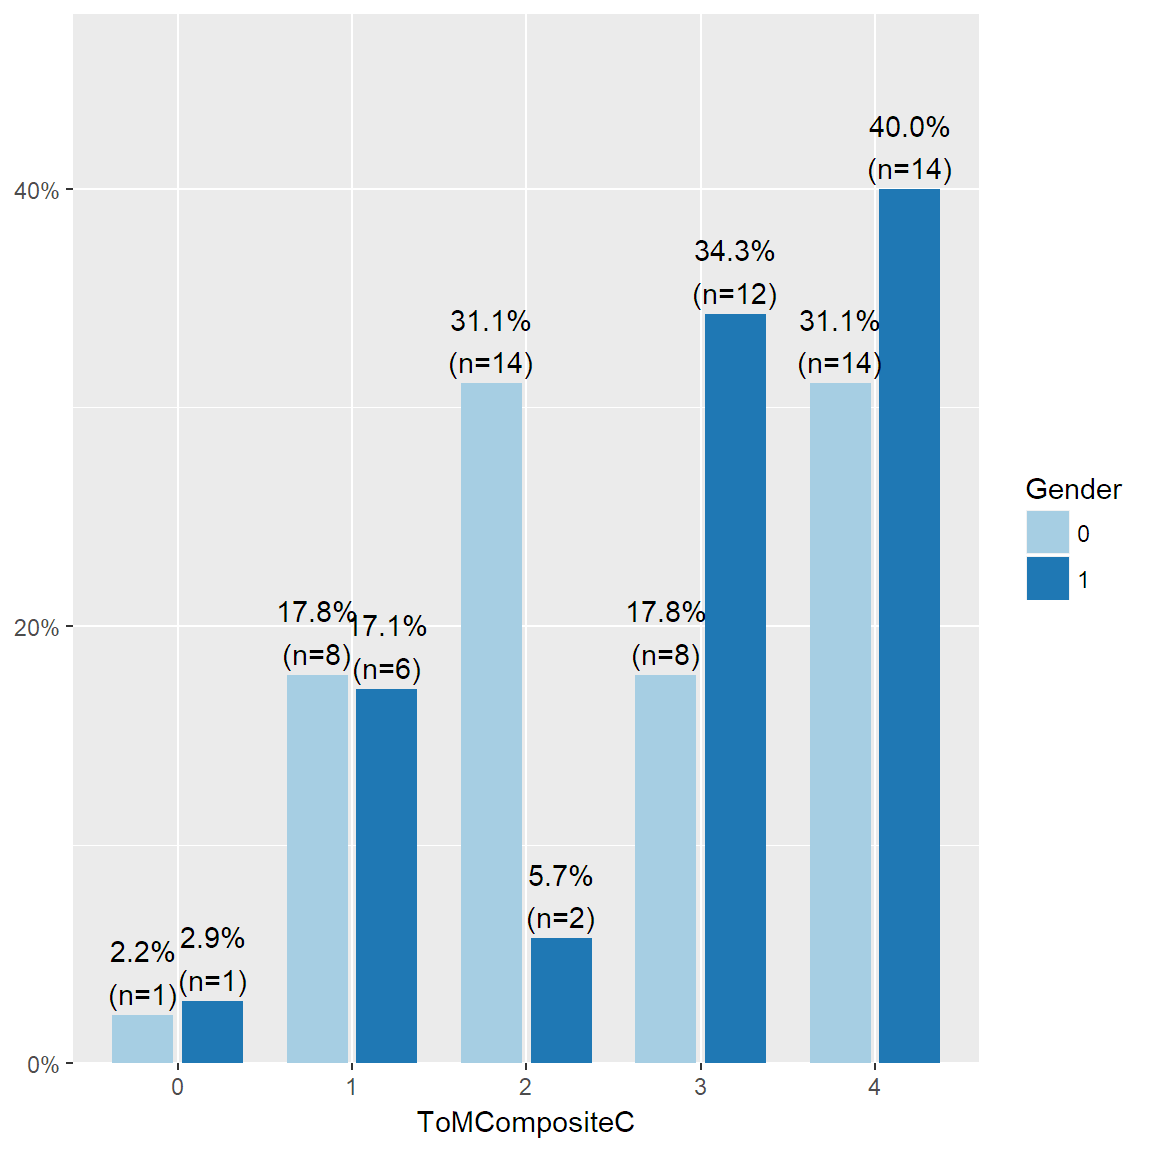 40.0%
(n=14)
34.3%
(n=12)
31.1%
(n=14)
31.1%
(n=14)
17.8%
(n=8)
17.1%
(n=6)
17.8%
(n=8)
5.7%
(n=2)
2.2%
(n=1)
2.9%
(n=1)
40%
20%
0%
0 1 2 3 4
ToMCompositeC
Gender
0
1